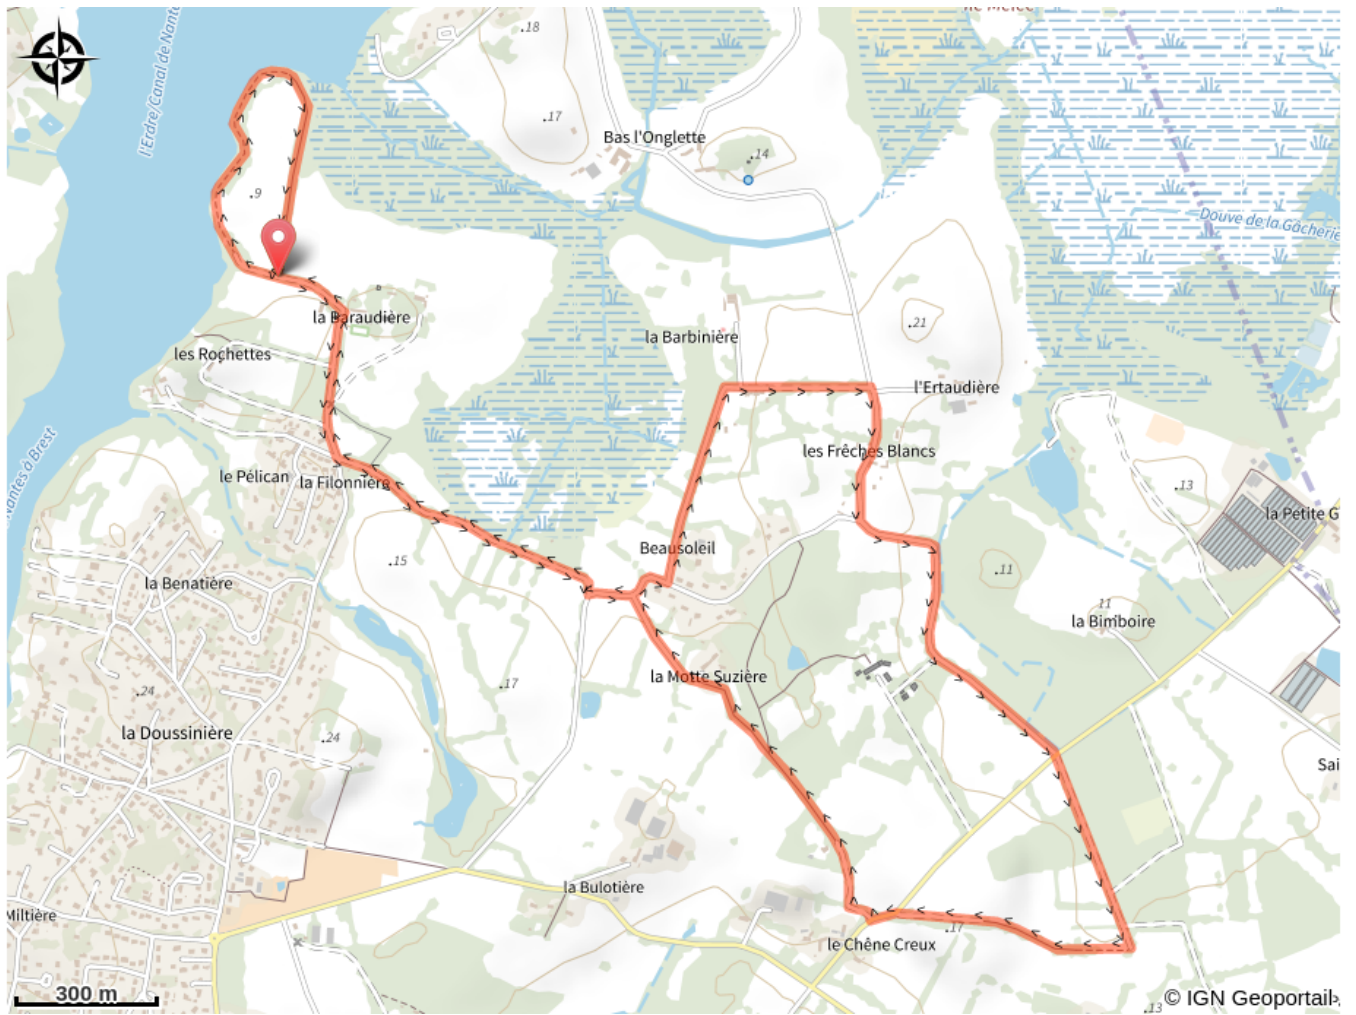 l'Erdre/Canal de Nant
Île Mélée
.18
.17
Bas l'Onglette
.14
.9
Douve de la Gâcherie
la Baraudière
.21
la Barbinière
les Rochettes
l'Ertaudière
les Frêches Blancs
Nantes à Brest
le Pélican
la Filonnière
.13
la Petite G
Beausoleil
.15
.11
la Benatière
11
la Bimboire
la Motte Suzière
.17
.24
la Doussinière
.24
Sai
la Bulotière
Miltière
.17
le Chêne Creux
300 m
.13
© IGN Geoportail